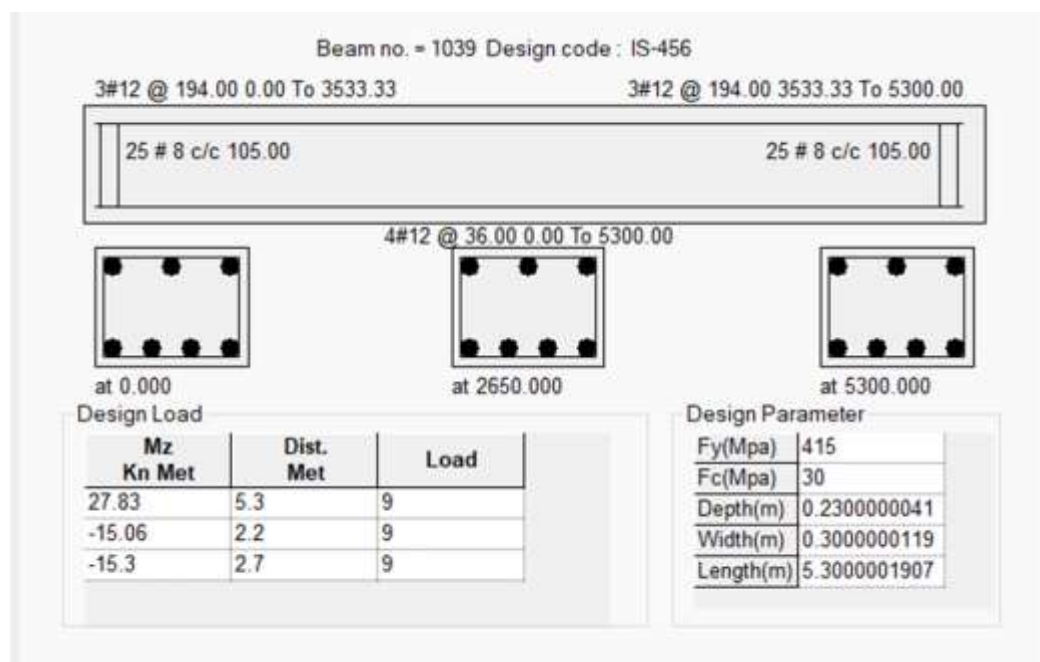 Beam no. = 1039 Design code : IS-456
3#12 @ 194.00 0.00 To 3533.33
3#12 @ 194.00 3533.33 To 5300.00
25 # 8 c/c 105.00
25 # 8 c/c 105.00
4#12 @ 36.00 0.00 To 5300.00
at 0.000
at 2650.000
at 5300.000
Design Load
Mz Kn Met Dist. Met Load
27.83 5.3 9
-15.06 2.2 9
-15.3 2.7 9
Design Parameter
Fy(Mpa) 415
Fc(Mpa) 30
Depth(m) 0.2300000041
Width(m) 0.3000000119
Length(m) 5.3000001907